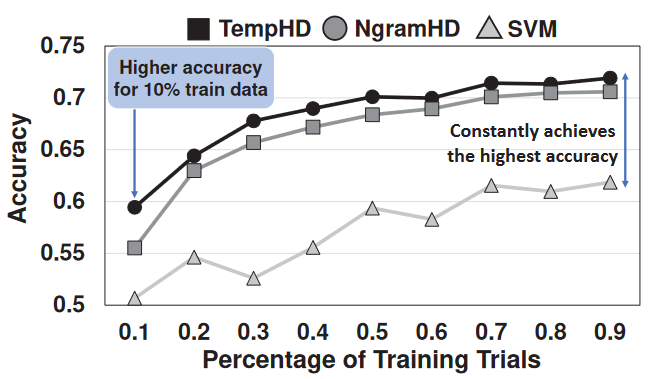 TempHD NgramHD SVM
0.75
0.7
0.65
0.6
0.55
0.5
Accuracy
Higher accuracy
for 10% train data
Constantly achieves
the highest accuracy
0.1 0.2 0.3 0.4 0.5 0.6 0.7 0.8 0.9
Percentage of Training Trials